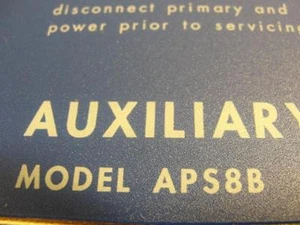 disconnect primary and
power prior to servicing
AUXILIARY
MODEL APS8B